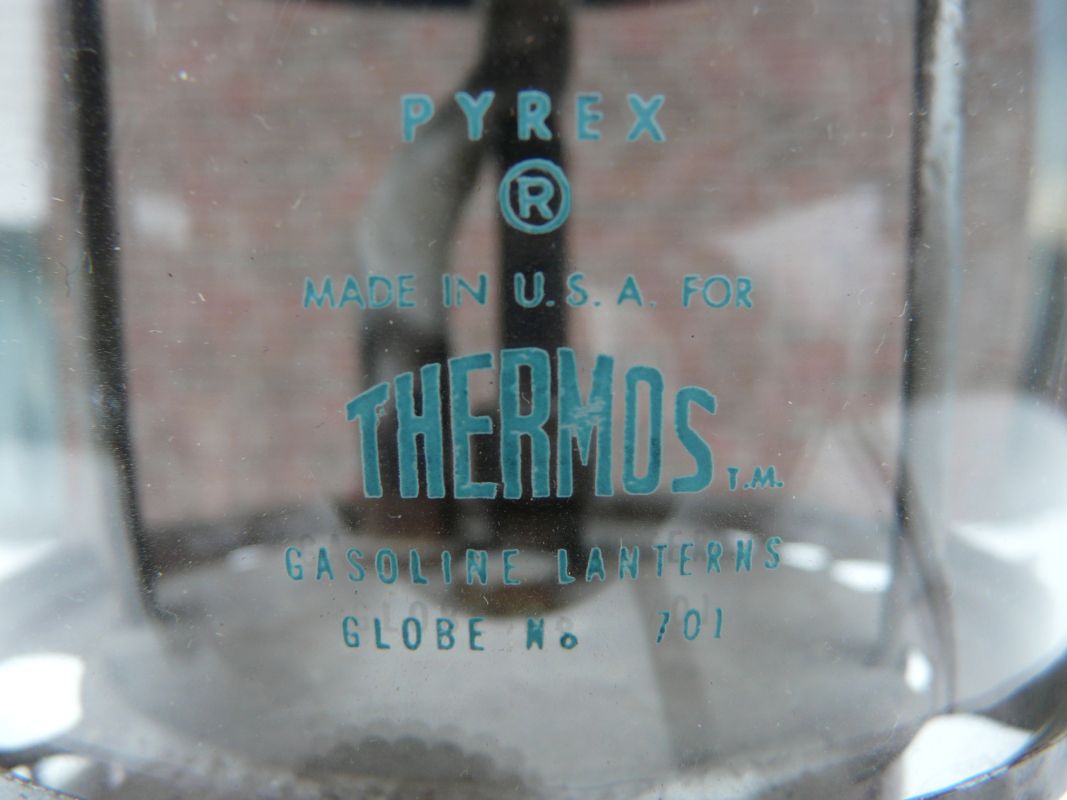 PYREX
®
MADE IN U.S.A. FOR
THERMOS T.M.
GASOLINE LANTERNS
GLOBE No 701